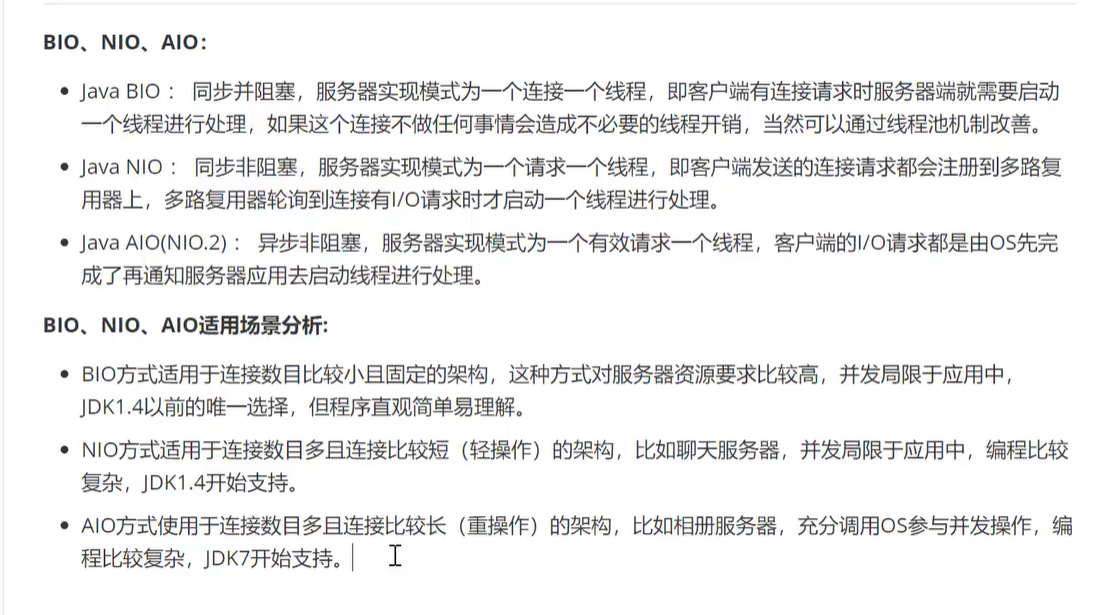 BIO、NIO、AIO：
Java BIO ： 同步并阻塞，服务器实现模式为一个连接一个线程，即客户端有连接请求时服务器端就需要启动
一个线程进行处理，如果这个连接不做任何事情会造成不必要的线程开销，当然可以通过线程池机制改善。
Java NIO ： 同步非阻塞，服务器实现模式为一个请求一个线程，即客户端发送的连接请求都会注册到多路复
用器上，多路复用器轮询到连接有I/O请求时才启动一个线程进行处理。
Java AIO(NIO.2) ： 异步非阻塞，服务器实现模式为一个有效请求一个线程，客户端的I/O请求都是由OS先完
成了再通知服务器应用去启动线程进行处理。
BIO、NIO、AIO适用场景分析:
BIO方式适用于连接数目比较小且固定的架构，这种方式对服务器资源要求比较高，并发局限于应用中，
JDK1.4以前的唯一选择，但程序直观简单易理解。
NIO方式适用于连接数目多且连接比较短（轻操作）的架构，比如聊天服务器，并发局限于应用中，编程比较
复杂，JDK1.4开始支持。
AIO方式使用于连接数目多且连接比较长（重操作）的架构，比如相册服务器，充分调用OS参与并发操作，编
程比较复杂，JDK7开始支持。